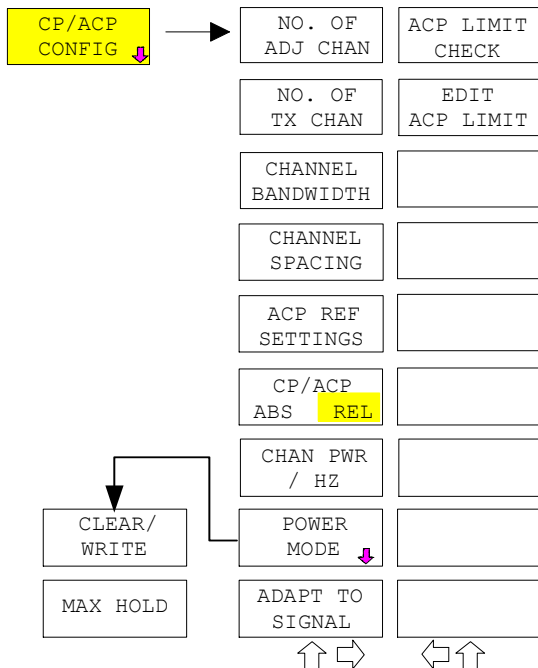 CP/ACP
CONFIG
NO. OF
ADJ CHAN
ACP LIMIT
CHECK
NO. OF
TX CHAN
EDIT
ACP LIMIT
CHANNEL
BANDWIDTH
CHANNEL
SPACING
ACP REF
SETTINGS
CP/ACP
ABS REL
CHAN PWR
/ HZ
CLEAR/
WRITE
POWER
MODE
MAX HOLD
ADAPT TO
SIGNAL